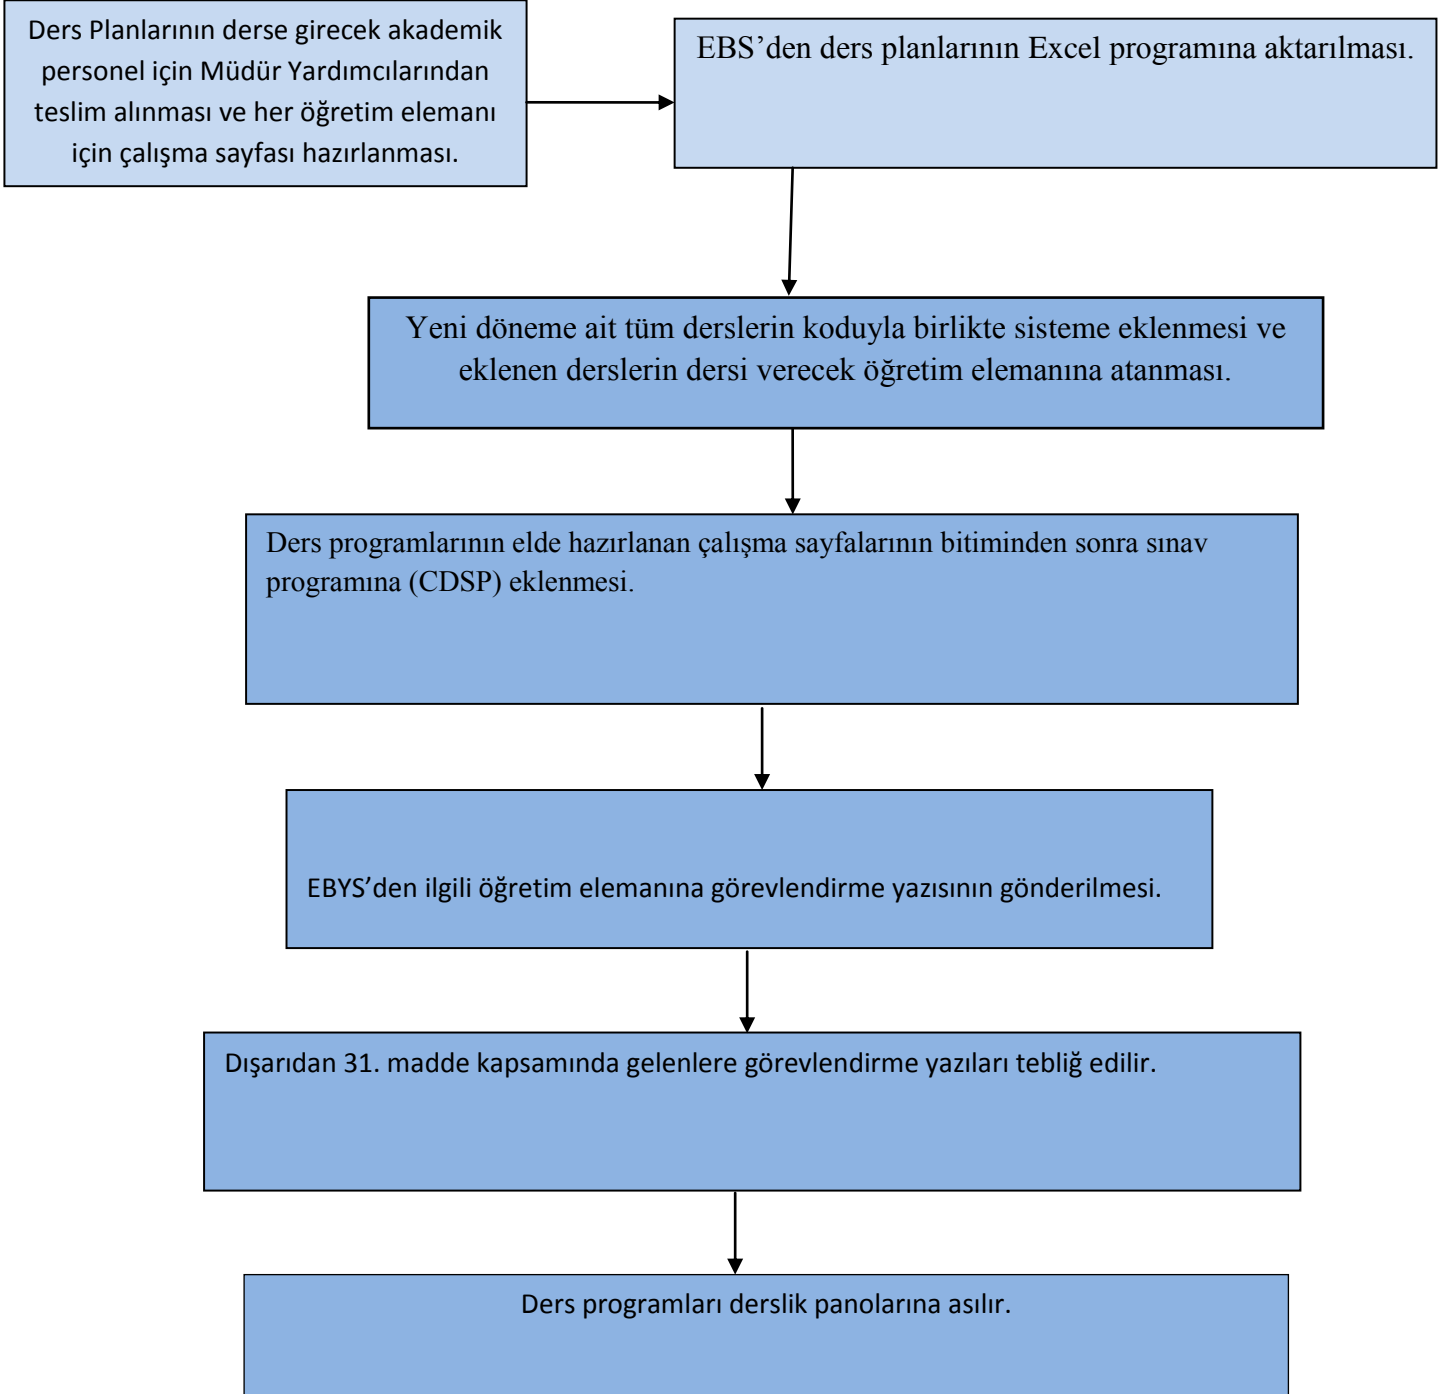 Ders Planlarının derse girecek akademik
personel için Müdür Yardımcılarından
teslim alınması ve her öğretim elemanı
için çalışma sayfası hazırlanması.
EBS’den ders planlarının Excel programına aktarılması.
Yeni döneme ait tüm derslerin koduyla birlikte sisteme eklenmesi ve
eklenen derslerin dersi verecek öğretim elemanına atanması.
Ders programlarının elde hazırlanan çalışma sayfalarının bitiminden sonra sınav
programına (CDSP) eklenmesi.
EBYS’den ilgili öğretim elemanına görevlendirme yazısının gönderilmesi.
Dışarıdan 31. madde kapsamında gelenlere görevlendirme yazıları tebliğ edilir.
Ders programları derslik panolarına asılır.